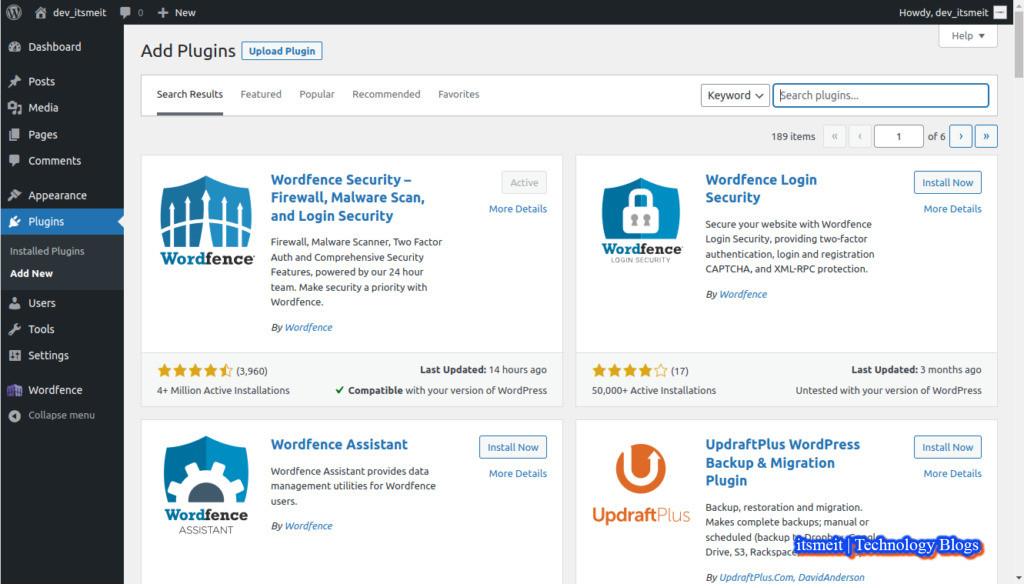 dev_itsmeit 0 New Howdy, dev_itsmeit
Dashboard
Posts
Media
Pages
Comments
Appearance
Plugins
Installed Plugins
Add New
Users
Tools
Settings
Wordfence
Collapse menu
Help
Add Plugins Upload Plugin
Search Results Featured Popular Recommended Favorites Keyword Search plugins...
189 items « ‹ 1 of 6 › »
Wordfence
Wordfence Security –
Firewall, Malware Scan,
and Login Security
Active
More Details
Firewall, Malware Scanner, Two Factor
Auth and Comprehensive Security
Features, powered by our 24 hour
team. Make security a priority with
Wordfence.
By Wordfence
(3,960) Last Updated: 14 hours ago
4+ Million Active Installations Compatible with your version of WordPress
Wordfence
LOGIN SECURITY
Wordfence Login
Security
Install Now
More Details
Secure your website with Wordfence
Login Security, providing two-factor
authentication, login and registration
CAPTCHA, and XML-RPC protection.
By Wordfence
(17) Last Updated: 3 months ago
50,000+ Active Installations Untested with your version of WordPress
Wordfence
ASSISTANT
Wordfence Assistant
Install Now
More Details
Wordfence Assistant provides data
management utilities for Wordfence
users.
By Wordfence
UpdraftPlus
UpdraftPlus WordPress
Backup & Migration
Plugin
Install Now
More Details
Backup, restoration and migration.
Makes complete backups; manual or
scheduled (backup to Dropbox, Google
Drive, S3, Rackspace,
By UpdraftPlus.Com, DavidAnderson
itsmeit | Technology Blogs